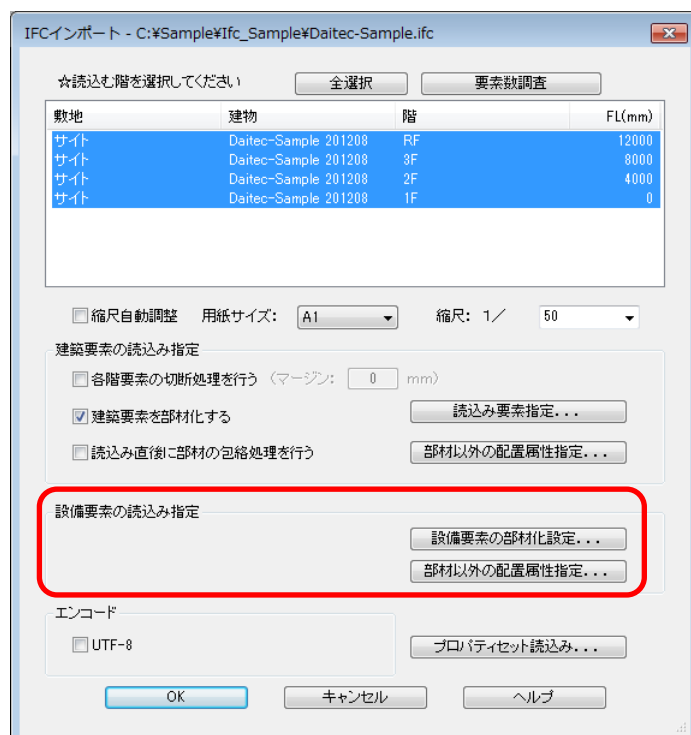 IFCインポート - C:¥Sample¥Ifc_Sample¥Daitec-Sample.ifc
☆読込む階を選択してください 全選択 要素数調査
敷地 建物 階 FL(mm)
サイト Daitec-Sample 201208 RF 12000
サイト Daitec-Sample 201208 3F 8000
サイト Daitec-Sample 201208 2F 4000
サイト Daitec-Sample 201208 1F 0
縮尺自動調整 用紙サイズ: A1 縮尺: 1／ 50
建築要素の読込み指定
各階要素の切断処理を行う (マージン: 0 mm)
建築要素を部材化する 読込み要素指定...
読込み直後に部材の包絡処理を行う 部材以外の配置属性指定...
設備要素の読込み指定
設備要素の部材化設定...
部材以外の配置属性指定...
エンコード
UTF-8 プロパティセット読込み...
OK キャンセル ヘルプ